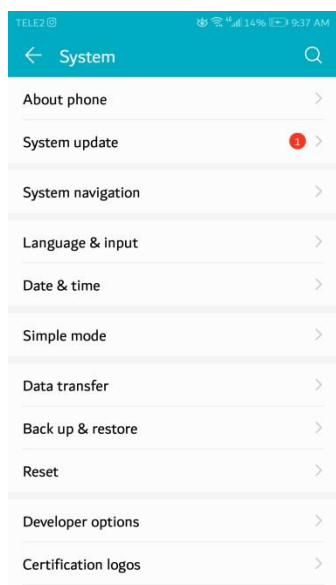 TELE2 4G 14% 9:37 AM
System
About phone
System update 1
System navigation
Language & input
Date & time
Simple mode
Data transfer
Back up & restore
Reset
Developer options
Certification logos